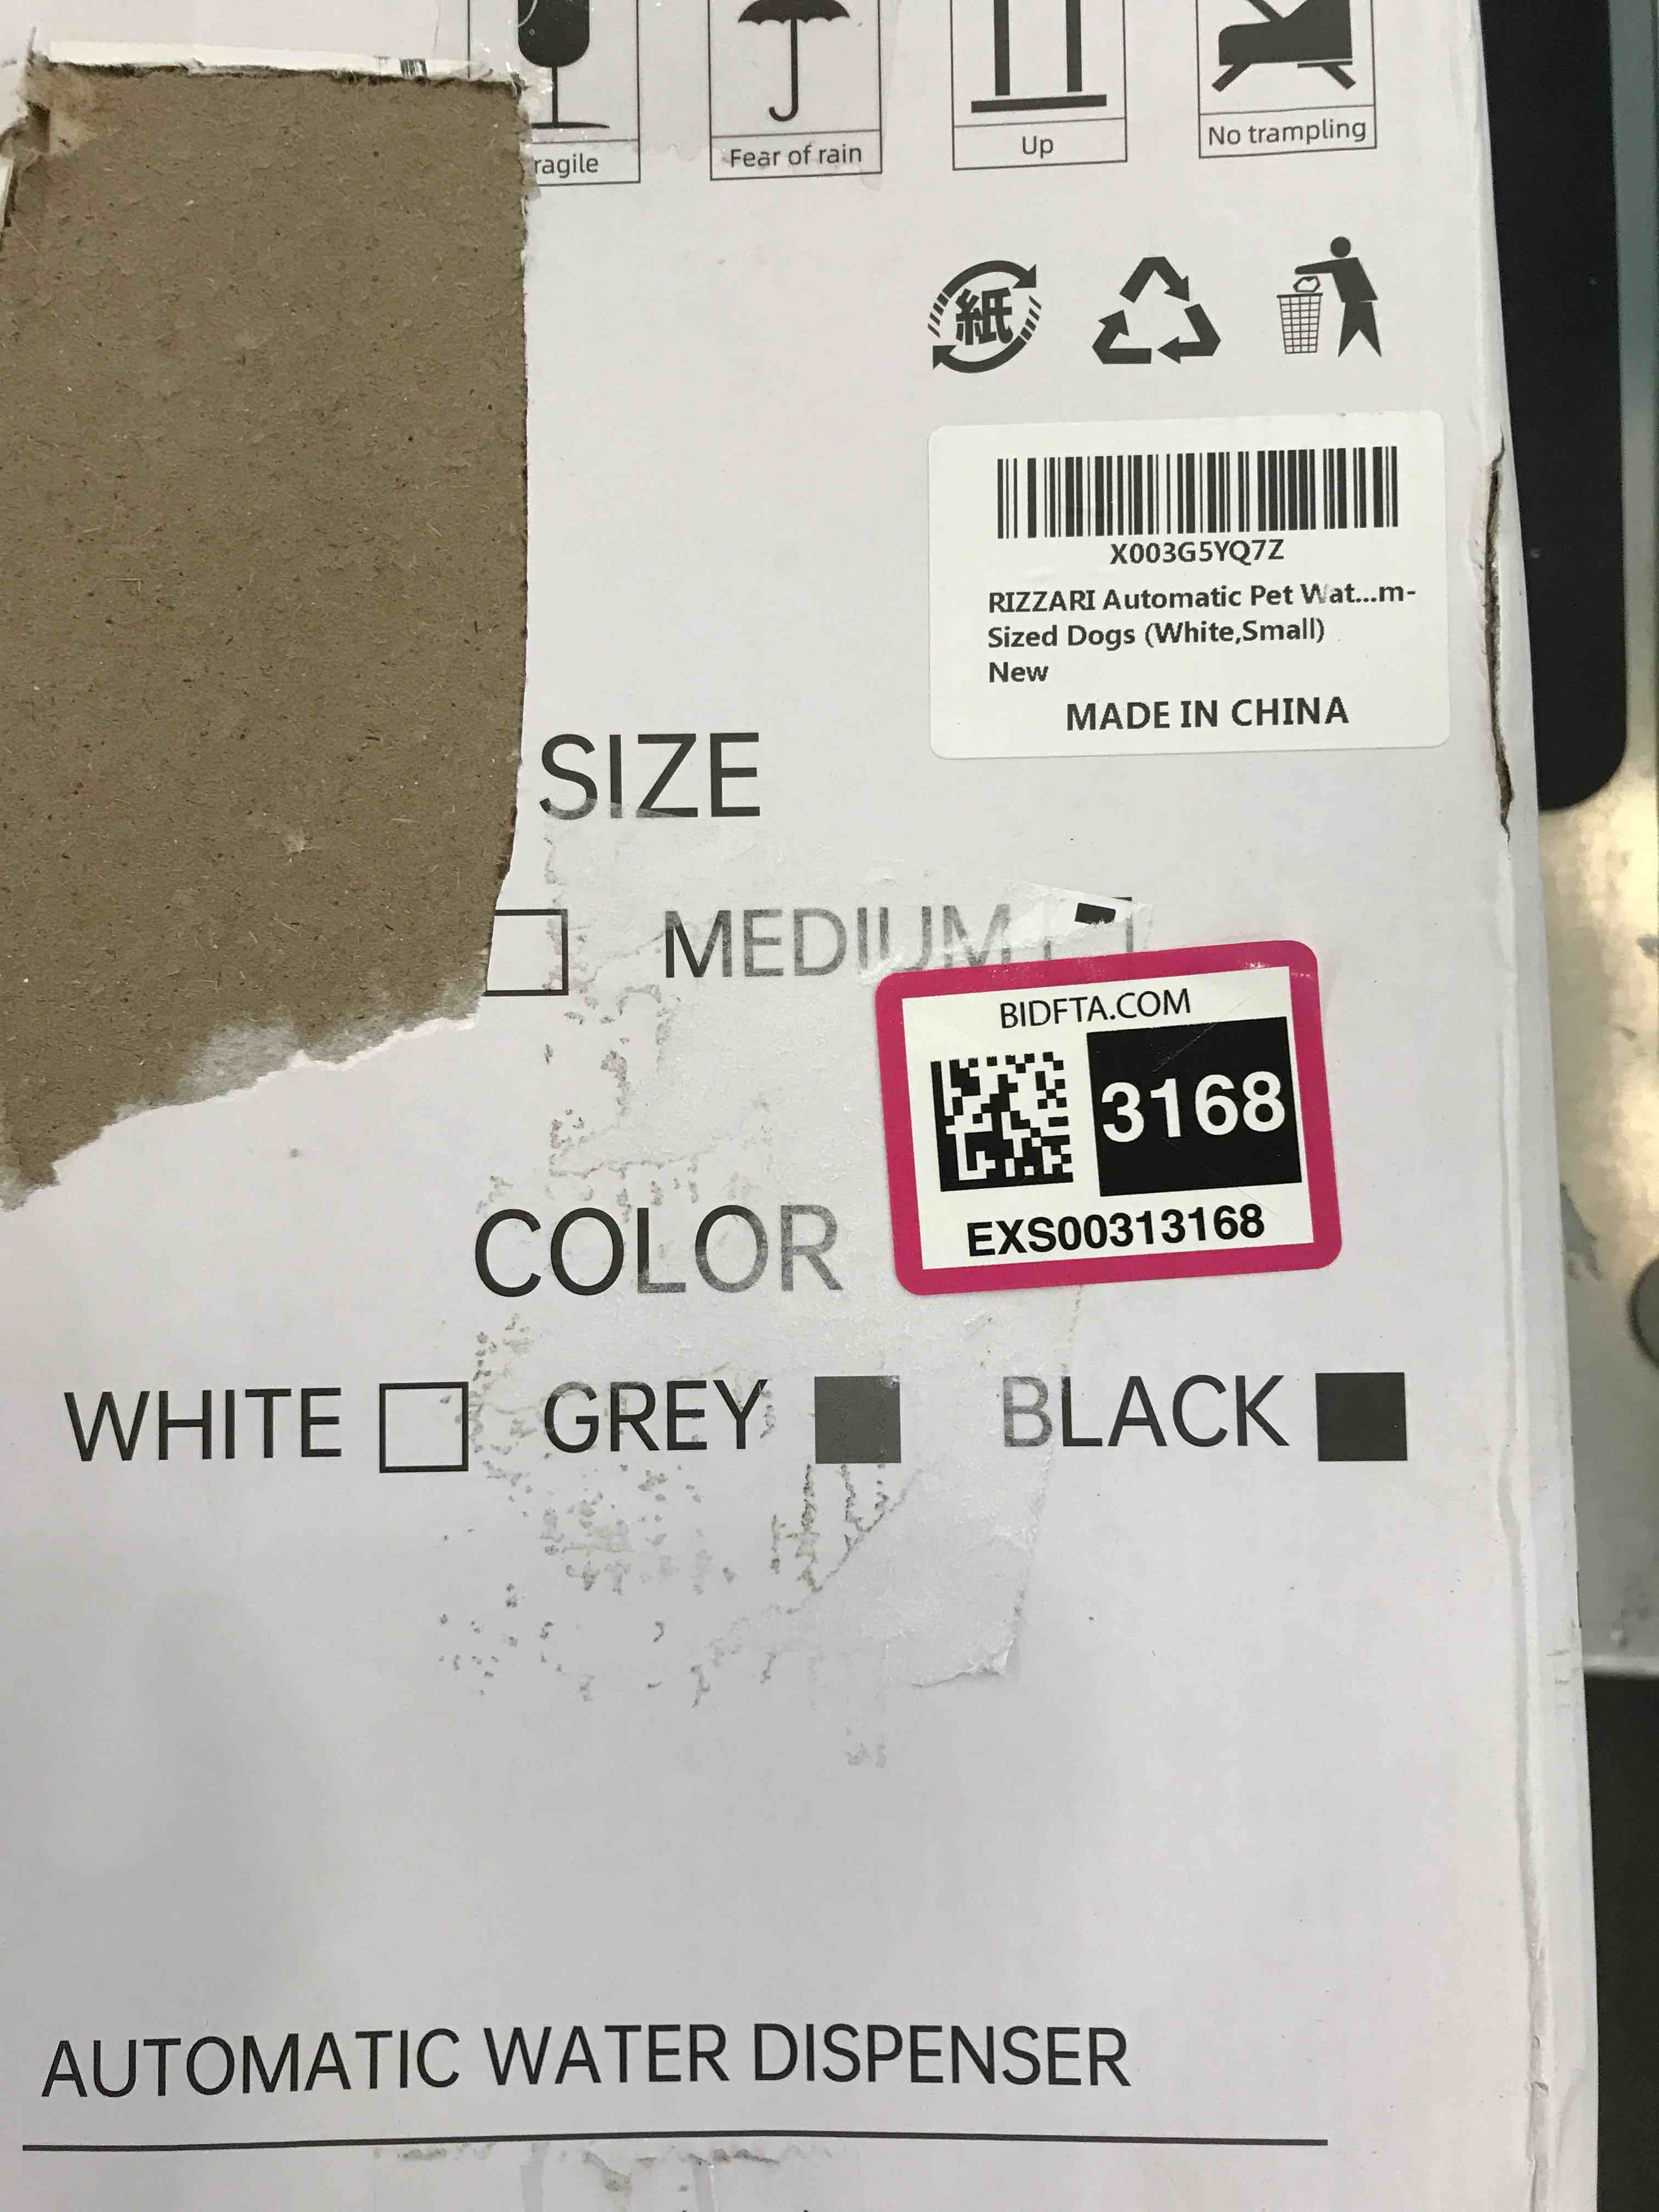 ragile
Fear of rain
Up
No trampling
紙
X003G5YQ7Z
RIZZARI Automatic Pet Wat...m-
Sized Dogs (White,Small)
New
MADE IN CHINA
SIZE
MEDIUM
BIDFTA.COM
3168
EXS00313168
COLOR
WHITE GREY BLACK
AUTOMATIC WATER DISPENSER